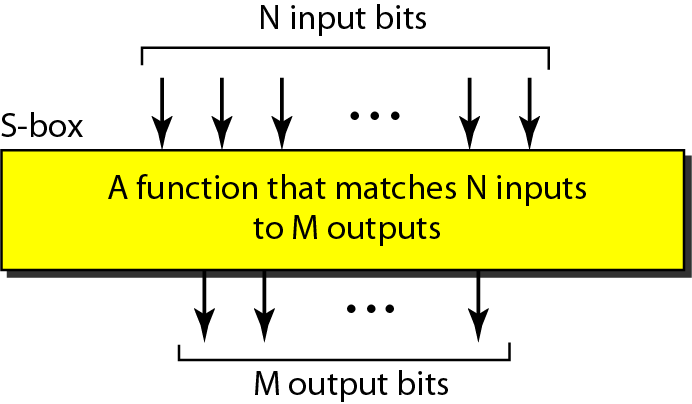 N input bits
S-box
A function that matches N inputs
to M outputs
M output bits